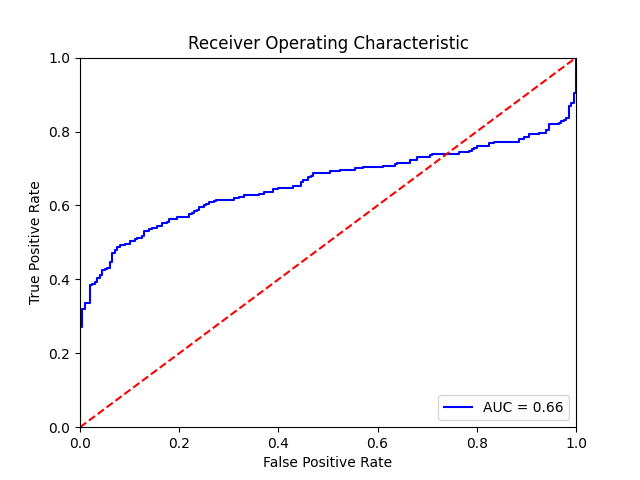 Receiver Operating Characteristic
1.0
0.8
0.6
0.4
0.2
0.0
True Positive Rate
AUC = 0.66
0.0 0.2 0.4 0.6 0.8 1.0
False Positive Rate